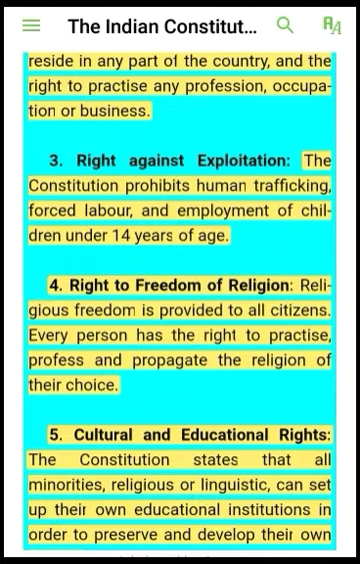 The Indian Constitut...
reside in any part of the country, and the
right to practise any profession, occupa-
tion or business.
3. Right against Exploitation: The
Constitution prohibits human trafficking,
forced labour, and employment of chil-
dren under 14 years of age.
4. Right to Freedom of Religion: Reli-
gious freedom is provided to all citizens.
Every person has the right to practise,
profess and propagate the religion of
their choice.
5. Cultural and Educational Rights:
The Constitution states that all
minorities, religious or linguistic, can set
up their own educational institutions in
order to preserve and develop their own